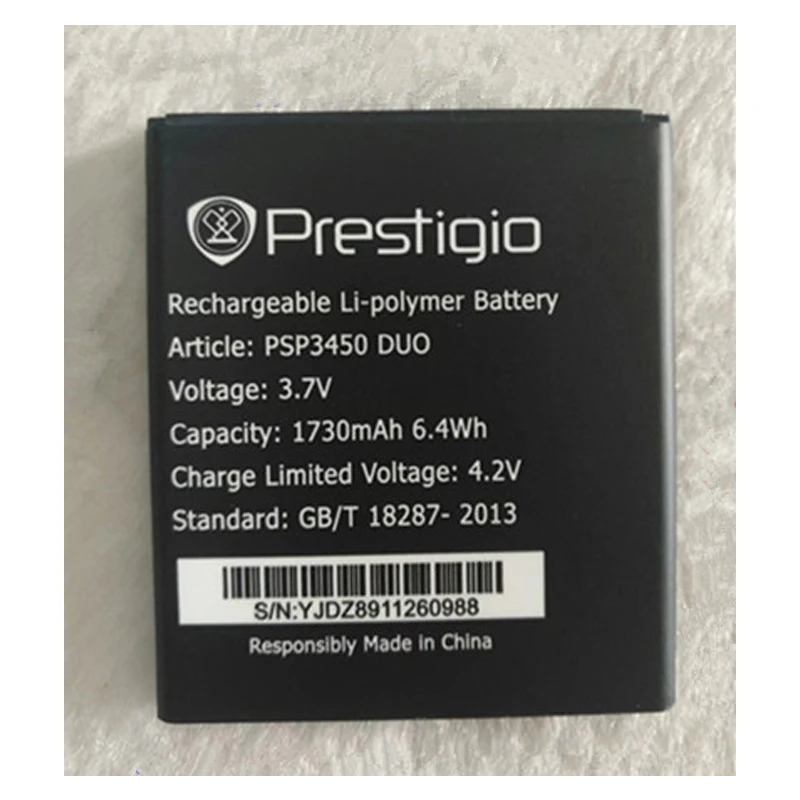 Prestigio
Rechargeable Li-polymer Battery
Article: PSP3450 DUO
Voltage: 3.7V
Capacity: 1730mAh 6.4Wh
Charge Limited Voltage: 4.2V
Standard: GB/T 18287- 2013
S/N:YJDZ8911260988
Responsibly Made in China